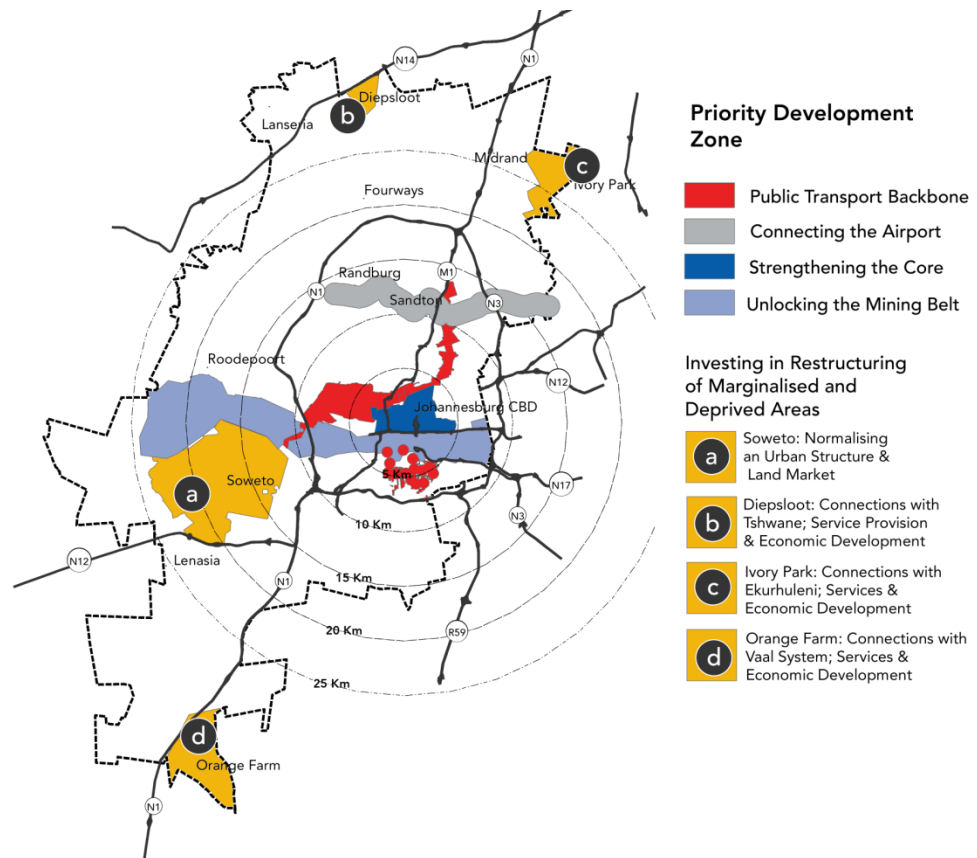 N14
N1
Diepsloot
b
Lanseria
Midrand
c
Ivory Park
Fourways
Randburg
M1
N1
Sandton
N3
Roodepoort
N12
Johannesburg CBD
Soweto
a
5 Km
N17
N3
10 Km
Lenasia
N12
15 Km
N1
20 Km
R59
25 Km
d
Orange Farm
N1
Priority Development
Zone
Public Transport Backbone
Connecting the Airport
Strengthening the Core
Unlocking the Mining Belt
Investing in Restructuring
of Marginalised and
Deprived Areas
a
Soweto: Normalising
an Urban Structure &
Land Market
b
Diepsloot: Connections with
Tshwane; Service Provision
& Economic Development
c
Ivory Park: Connections with
Ekurhuleni; Services &
Economic Development
d
Orange Farm: Connections with
Vaal System; Services &
Economic Development